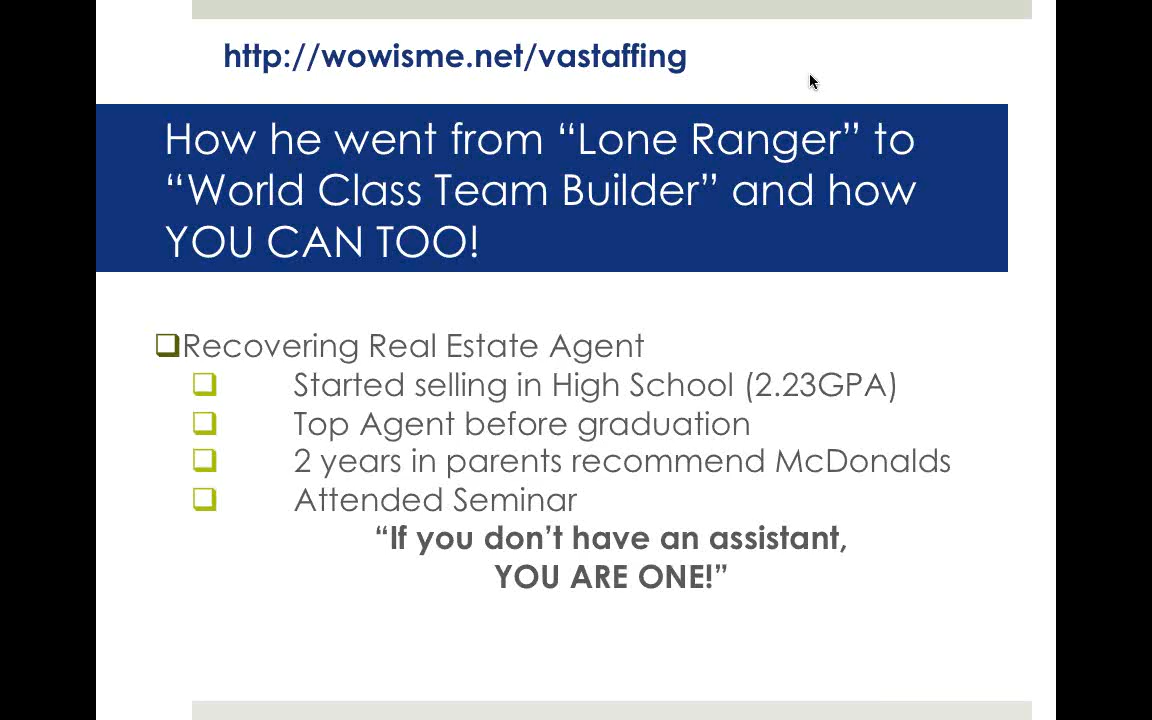 http://wowisme.net/vastaffing
How he went from “Lone Ranger” to
“World Class Team Builder” and how
YOU CAN TOO!
Recovering Real Estate Agent
Started selling in High School (2.23GPA)
Top Agent before graduation
2 years in parents recommend McDonalds
Attended Seminar
“If you don’t have an assistant,
YOU ARE ONE!”